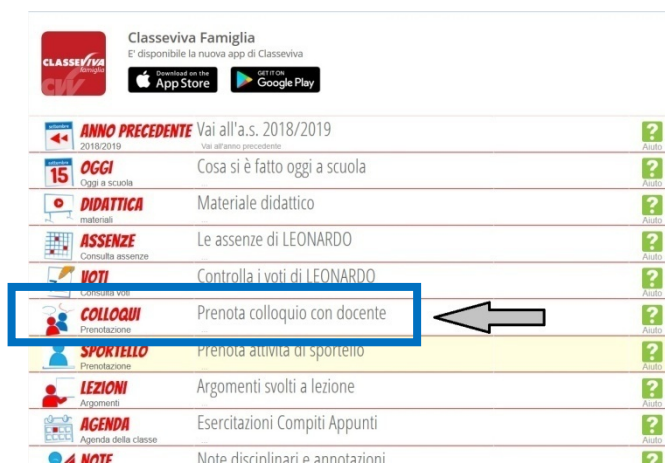 Classeviva Famiglia
E' disponibile la nuova app di Classeviva
CLASSEVIVA
famiglia
Download on the
App Store
GET IT ON
Google Play
settembre
ANNO PRECEDENTE Vai all'a.s. 2018/2019
2018/2019 Vai all'anno precedente Aiuto
settembre
15 OGGI Cosa si è fatto oggi a scuola
Oggi a scuola Aiuto
DIDATTICA Materiale didattico
materiali Aiuto
ASSENZE Le assenze di LEONARDO
Consulta assenze Aiuto
VOTI Controlla i voti di LEONARDO
Consulta voti Aiuto
COLLOQUI Prenota colloquio con docente
Prenotazione Aiuto
SPORTELLO Prenota attività di sportello
Prenotazione Aiuto
LEZIONI Argomenti svolti a lezione
Argomenti Aiuto
AGENDA Esercitazioni Compiti Appunti
Agenda della classe Aiuto
NOTE Note disciplinari e annotazioni